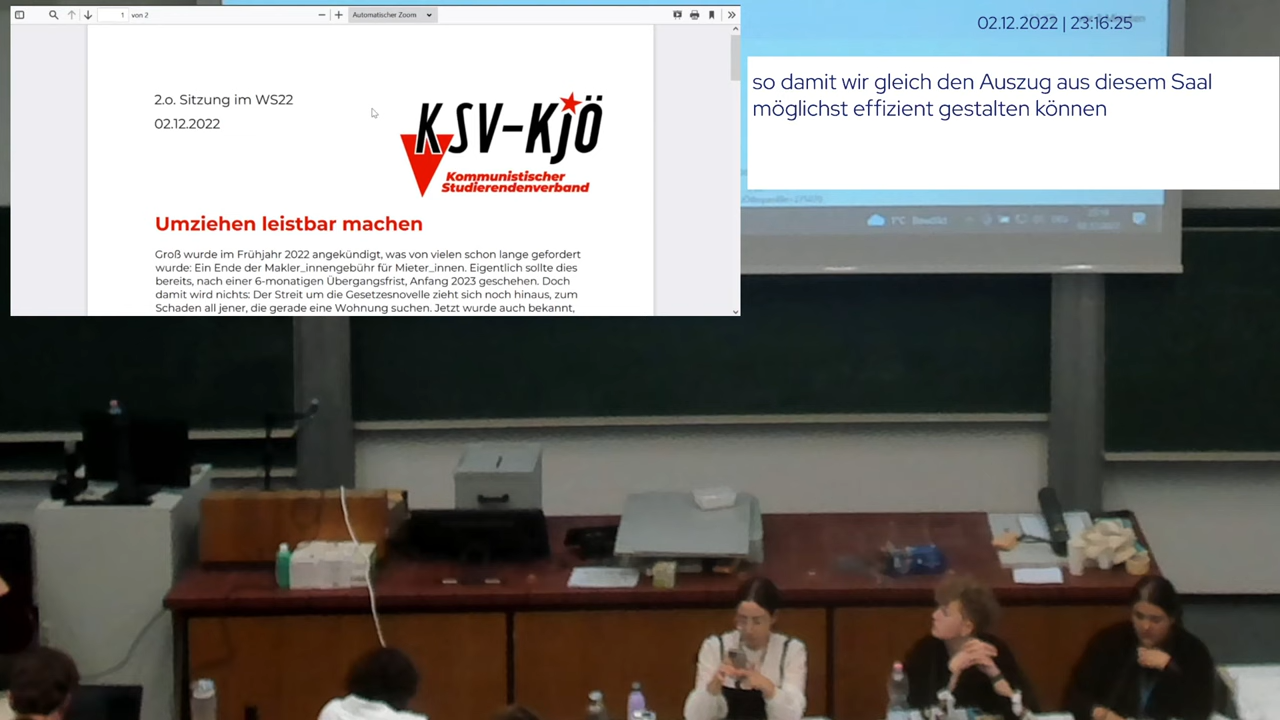 1 von 2
Automatischer Zoom
02.12.2022 | 23:16:25
so damit wir gleich den Auszug aus diesem Saal
möglichst effizient gestalten können
2.o. Sitzung im WS22
02.12.2022
KSV-KJÖ
Kommunistischer
Studierendenverband
Umziehen leistbar machen
Groß wurde im Frühjahr 2022 angekündigt, was von vielen schon lange gefordert
wurde: Ein Ende der Makler_innengebühr für Mieter_innen. Eigentlich sollte dies
bereits, nach einer 6-monatigen Übergangsfrist, Anfang 2023 geschehen. Doch
damit wird nichts: Der Streit um die Gesetzesnovelle zieht sich noch hinaus, zum
Schaden all jener, die gerade eine Wohnung suchen. Jetzt wurde auch bekannt,
1°C